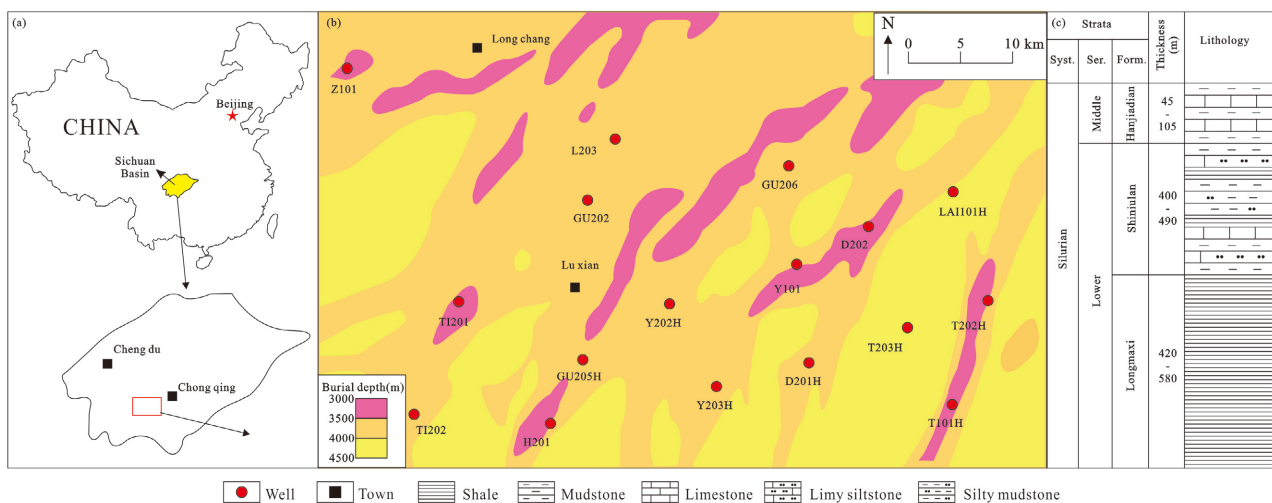 (a)
Beijing
CHINA
Sichuan
Basin
Cheng du
Chong qing
(b)
Long chang
N
0 5 10 km
Z101
L203
GU206
GU202
LAI101H
D202
Lu xian
Y101
TI201
Y202H
T202H
T203H
GU205H
D201H
Y203H
TI202
H201
T101H
Burial depth(m)
3000
3500
4000
4500
(c)
Strata
Thickness
(m)
Lithology
Syst.
Ser.
Form.
Silurian
Middle
Hanjiadian
45
-
105
Lower
Shiniulan
400
-
490
Longmaxi
420
-
580
Well
Town
Shale
Mudstone
Limestone
Limy siltstone
Silty mudstone